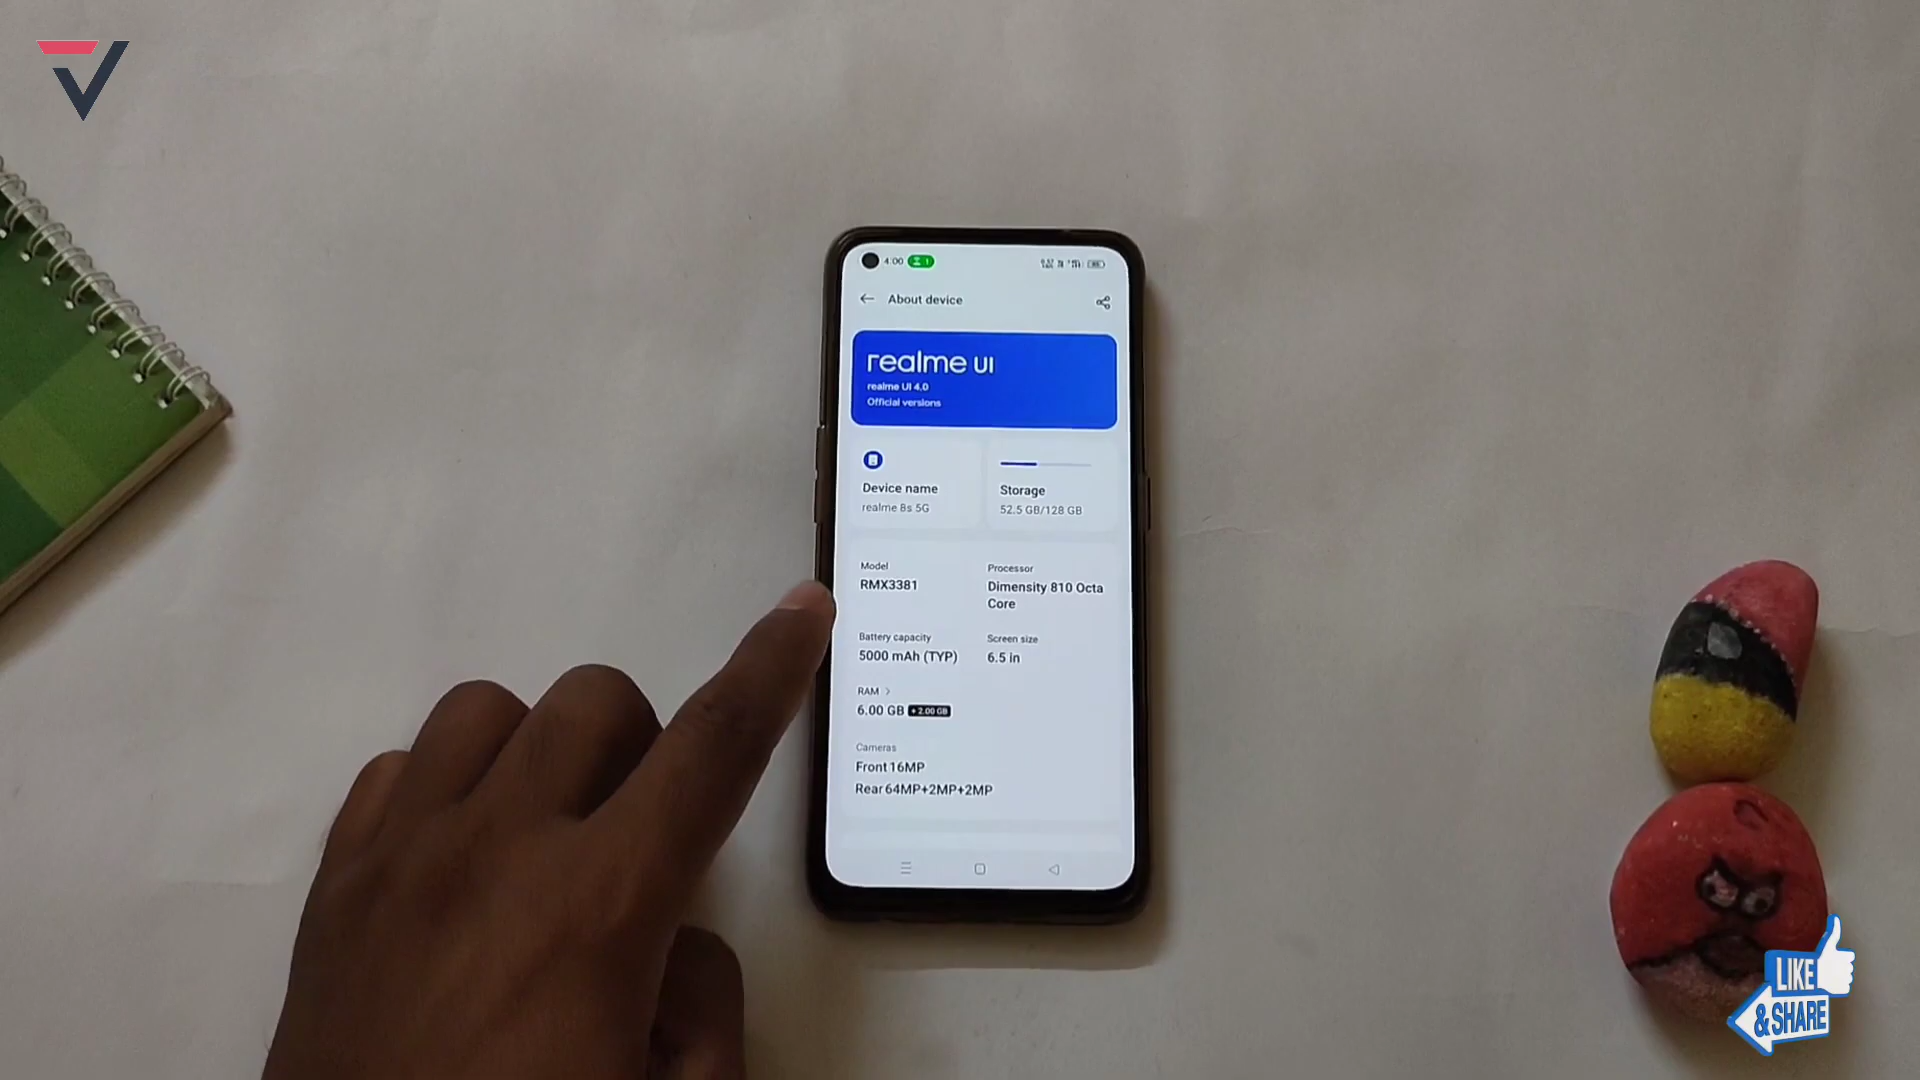 4:00
About device
realme UI
realme UI 4.0
Official versions
Device name
realme 8s 5G
Storage
52.5 GB/128 GB
Model
RMX3381
Processor
Dimensity 810 Octa
Core
Battery capacity
5000 mAh (TYP)
Screen size
6.5 in
RAM
6.00 GB + 2.00 GB
Cameras
Front 16MP
Rear 64MP+2MP+2MP
LIKE
& SHARE